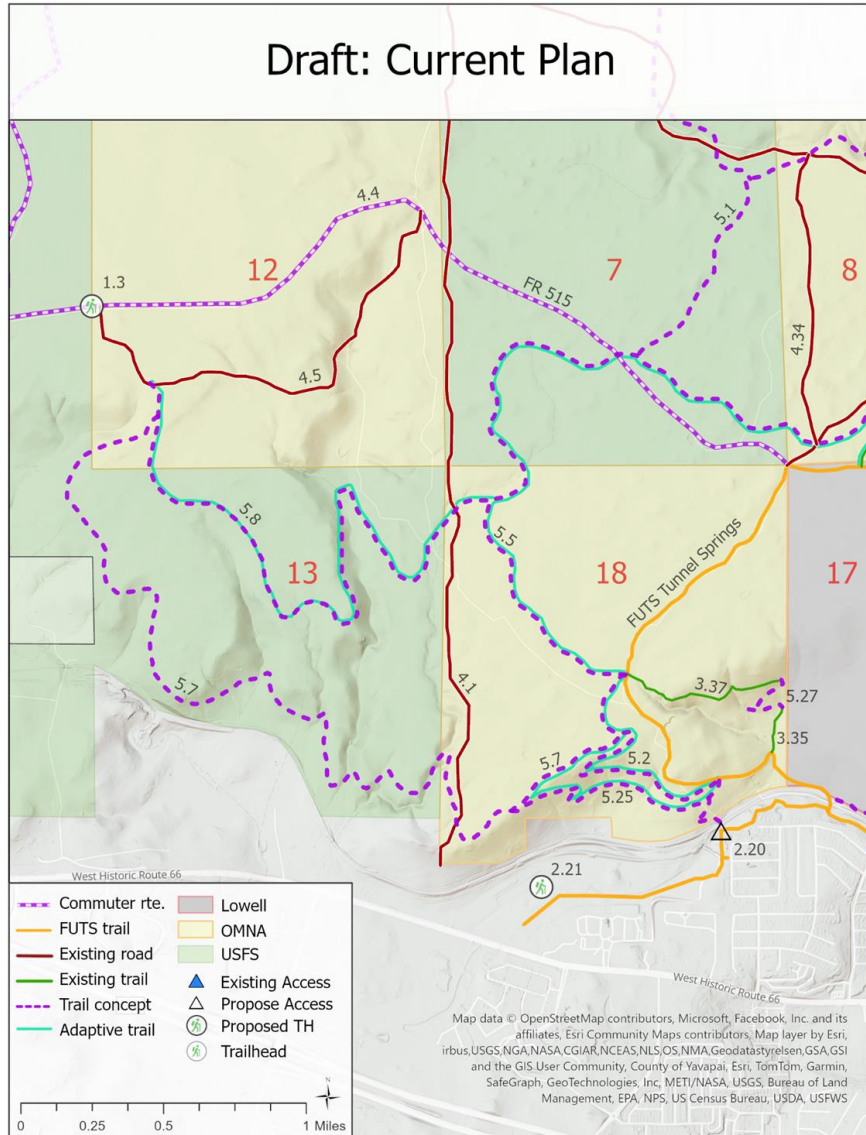 Draft: Current Plan
4.4
5.1
12
7
8
1.3
FR 515
4.34
4.5
5.8
5.5
FUTS Tunnel Springs
13
18
17
5.7
4.1
3.37
5.27
3.35
5.7
5.2
5.25
2.20
2.21
West Historic Route 66
West Historic Route 66
Commuter rte.
FUTS trail
Existing road
Existing trail
Trail concept
Adaptive trail
Lowell
OMNA
USFS
Existing Access
Propose Access
Proposed TH
Trailhead
N
0 0.25 0.5 1 Miles
Map data © OpenStreetMap contributors, Microsoft, Facebook, Inc. and its
affiliates, Esri Community Maps contributors, Map layer by Esri,
irbus,USGS,NGA,NASA,CGIAR,NCEAS,NLS,OS,NMA,Geodatastyrelsen,GSA,GSI
and the GIS User Community, County of Yavapai, Esri, TomTom, Garmin,
SafeGraph, GeoTechnologies, Inc, METI/NASA, USGS, Bureau of Land
Management, EPA, NPS, US Census Bureau, USDA, USFWS